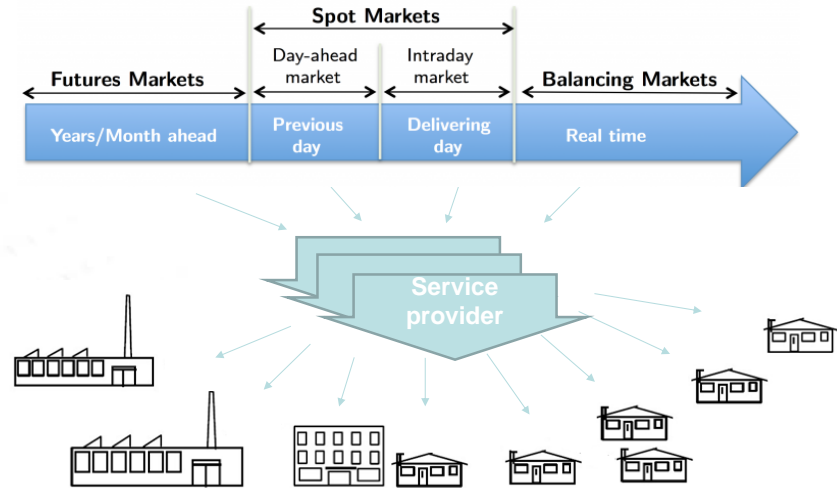 Spot Markets
Day-ahead
market
Intraday
market
Futures Markets
Balancing Markets
Years/Month ahead
Previous
day
Delivering
day
Real time
Service
provider